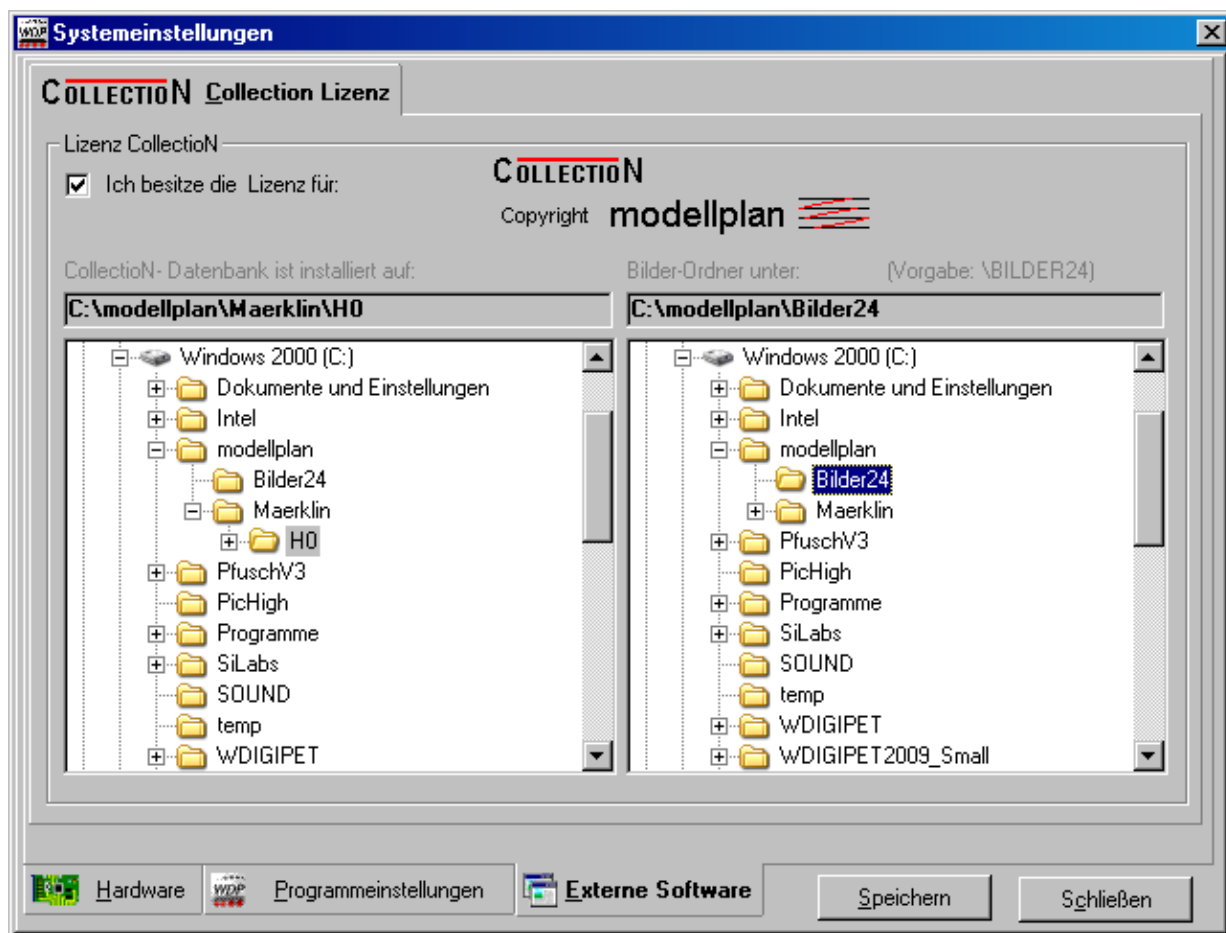 Systemeinstellungen
COLLECTION Collection Lizenz
Lizenz CollectioN
Ich besitze die Lizenz für:
COLLECTION
Copyright modellplan
CollectioN- Datenbank ist installiert auf:
C:\modellplan\Maerklin\H0
Windows 2000 (C:)
Dokumente und Einstellungen
Intel
modellplan
Bilder24
Maerklin
H0
PfuschV3
PicHigh
Programme
SiLabs
SOUND
temp
WDIGIPET
Bilder-Ordner unter: (Vorgabe: \BILDER24)
C:\modellplan\Bilder24
Windows 2000 (C:)
Dokumente und Einstellungen
Intel
modellplan
Bilder24
Maerklin
PfuschV3
PicHigh
Programme
SiLabs
SOUND
temp
WDIGIPET
WDIGIPET2009_Small
Hardware
WDP Programmeinstellungen
Externe Software
Speichern
Schließen